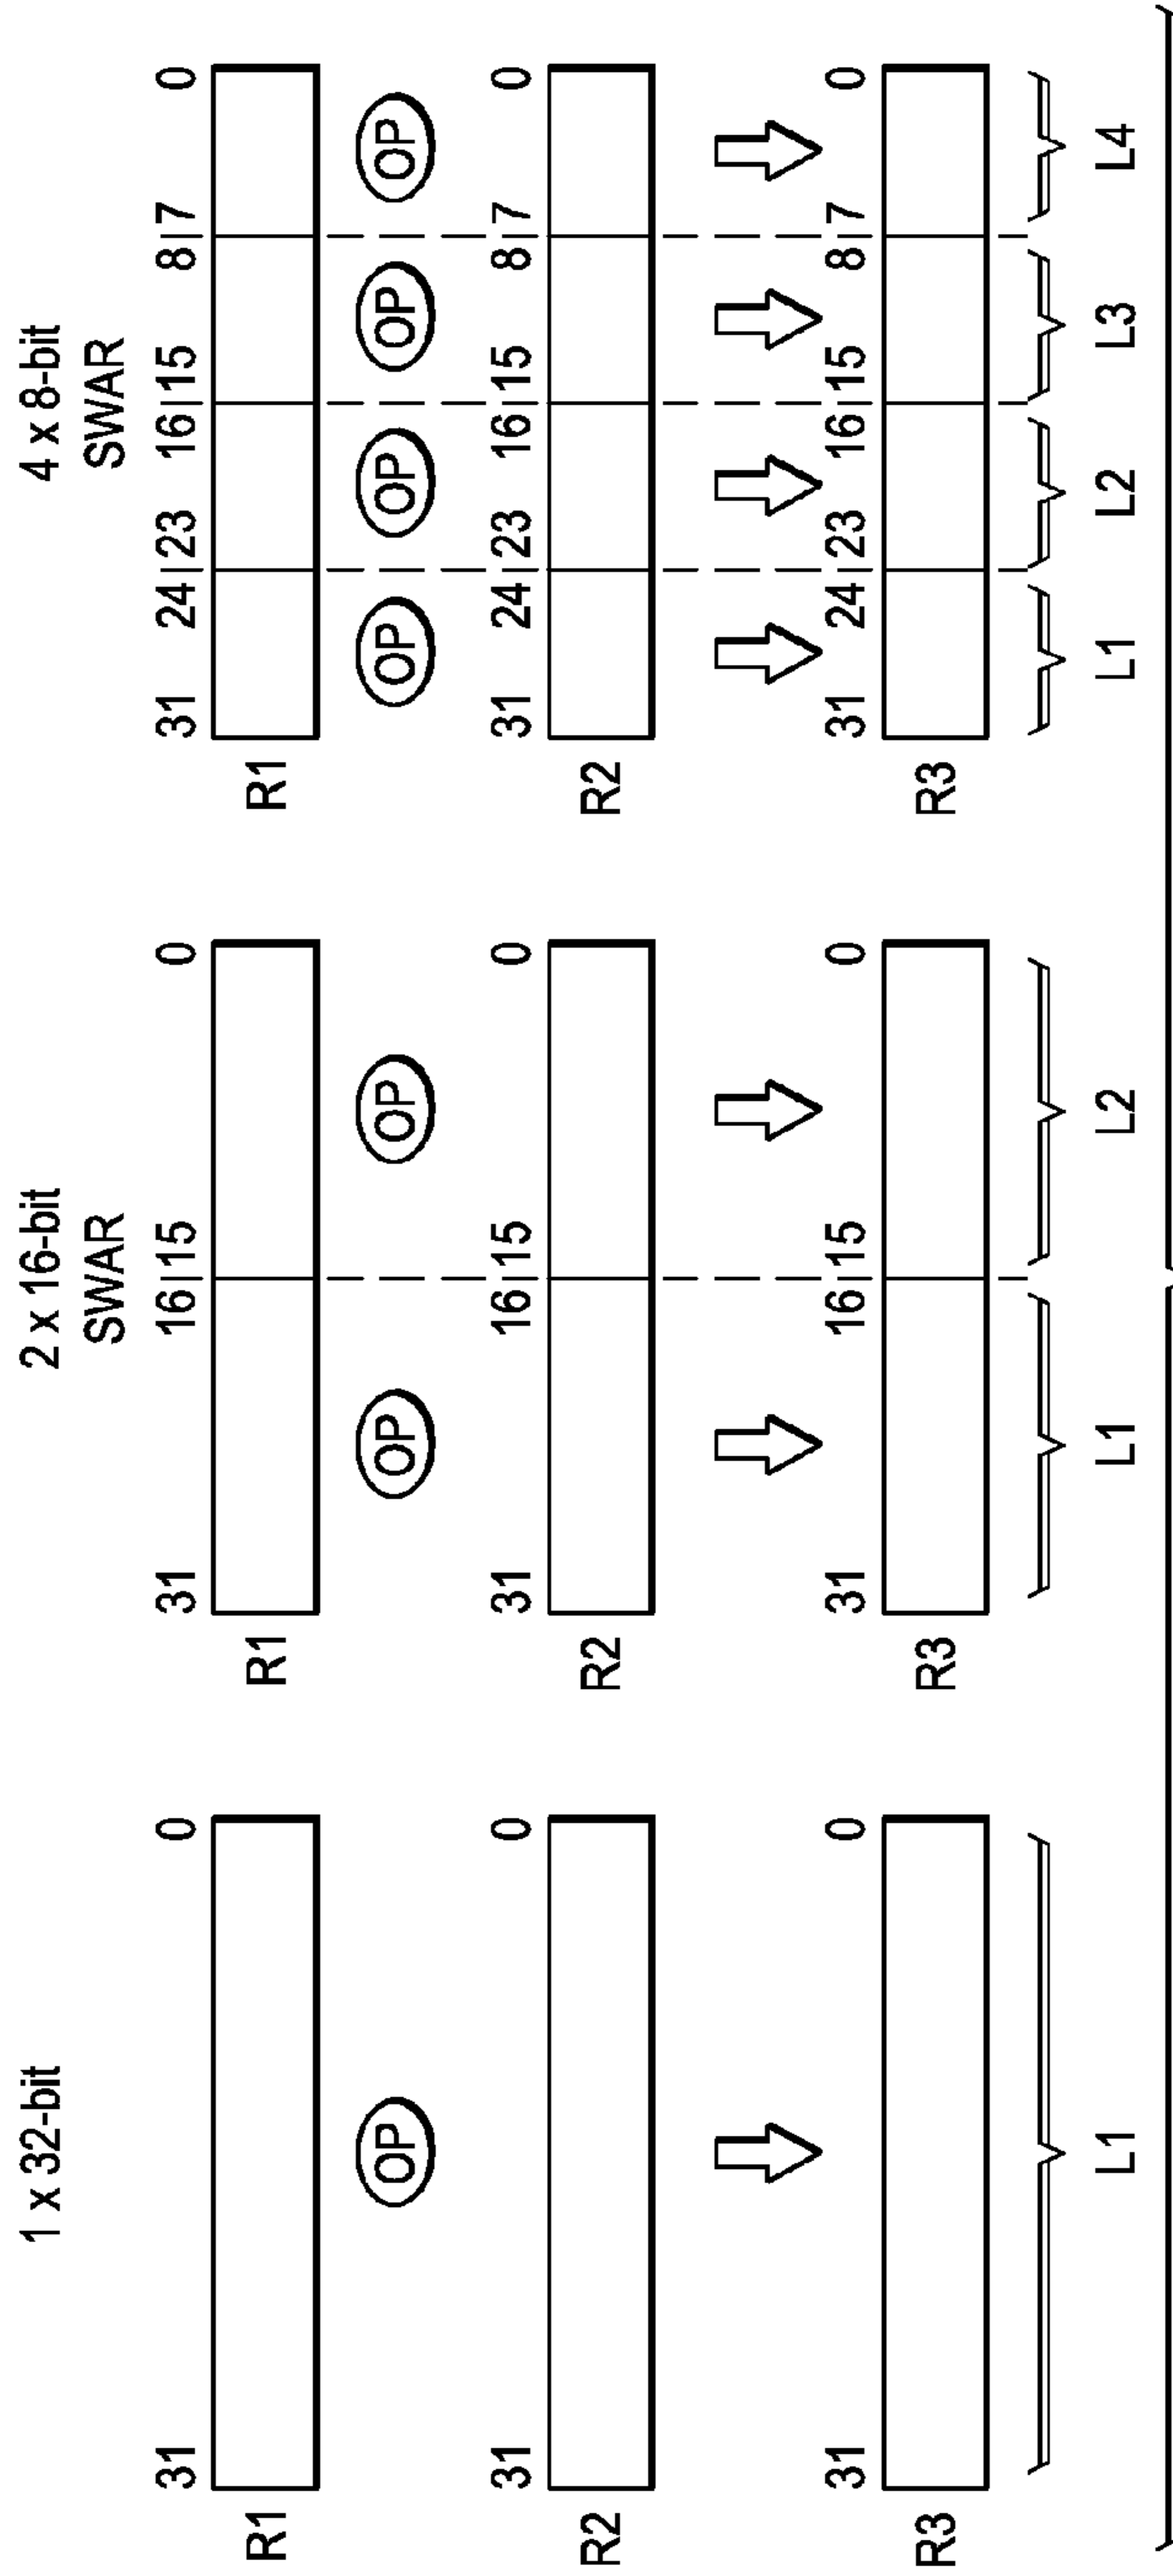 1 x 32-bit
31 0
R1
OP
31 0
R2
31 0
R3
L1
2 x 16-bit
SWAR
31 16 15 0
R1
OP OP
31 16 15 0
R2
31 16 15 0
R3
L1 L2
4 x 8-bit
SWAR
31 24 23 16 15 8 7 0
R1
OP OP OP OP
31 24 23 16 15 8 7 0
R2
31 24 23 16 15 8 7 0
R3
L1 L2 L3 L4